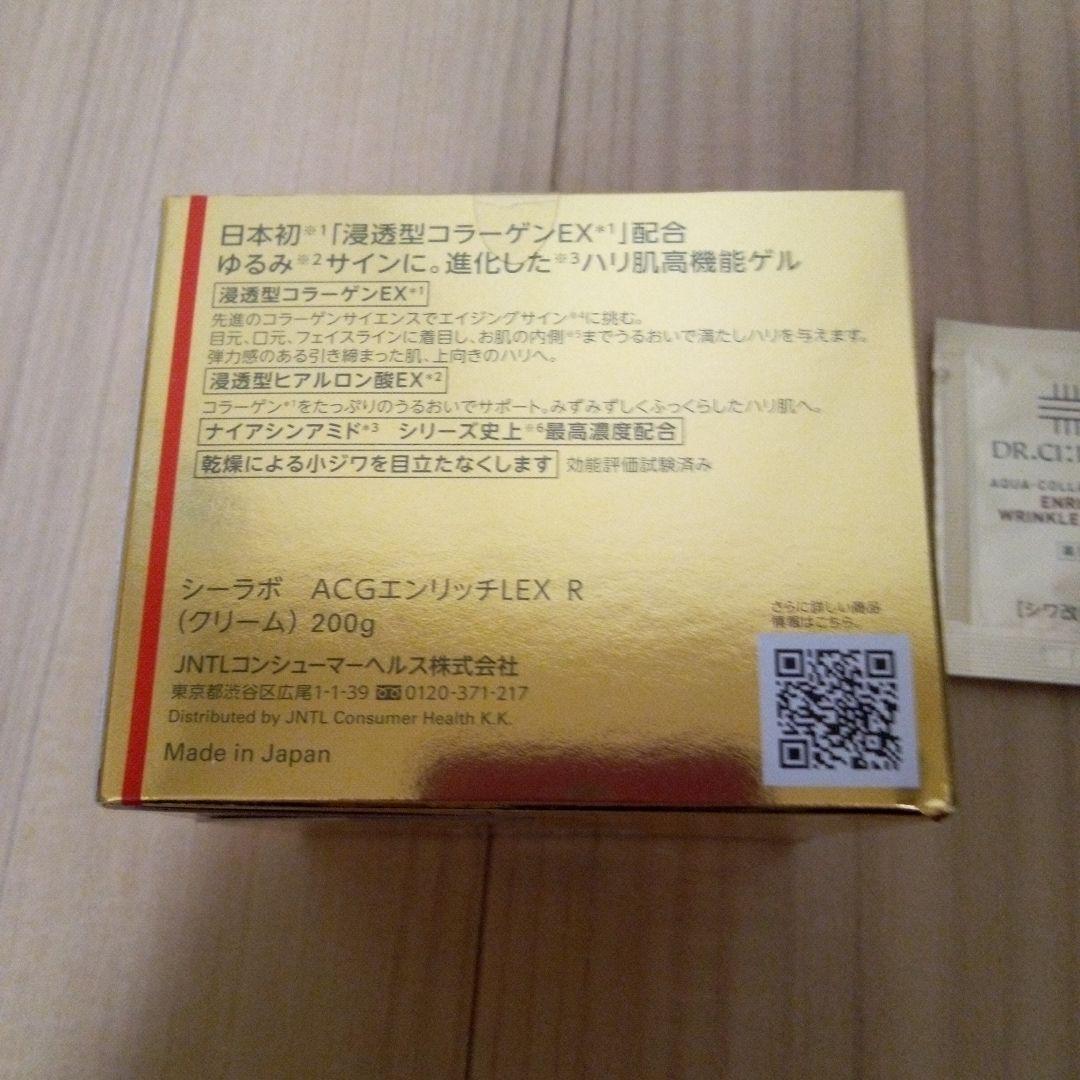 日本初※1「浸透型コラーゲンEX*1」配合
ゆるみ※2サインに。進化した※3ハリ肌高機能ゲル
浸透型コラーゲンEX*1
先進のコラーゲンサイエンスでエイジングサイン※4に挑む。
目元、口元、フェイスラインに着目し、お肌の内側※5までうるおいで満たしハリを与えます。
弾力感のある引き締まった肌、上向きのハリへ。
浸透型ヒアルロン酸EX*2
コラーゲン*1をたっぷりのうるおいでサポート。みずみずしくふっくらしたハリ肌へ。
ナイアシンアミド*3 シリーズ史上※6最高濃度配合
乾燥による小ジワを目立たなくします 効能評価試験済み
シーラボ ACGエンリッチLEX R
(クリーム) 200g
JNTLコンシューマーヘルス株式会社
東京都渋谷区広尾1-1-39 0120-371-217
Distributed by JNTL Consumer Health K.K.
Made in Japan
さらに詳しい商品
情報はこちら。
DR.CI:
AQUA-COLL
ENRI
WRINKLE
[シワ改